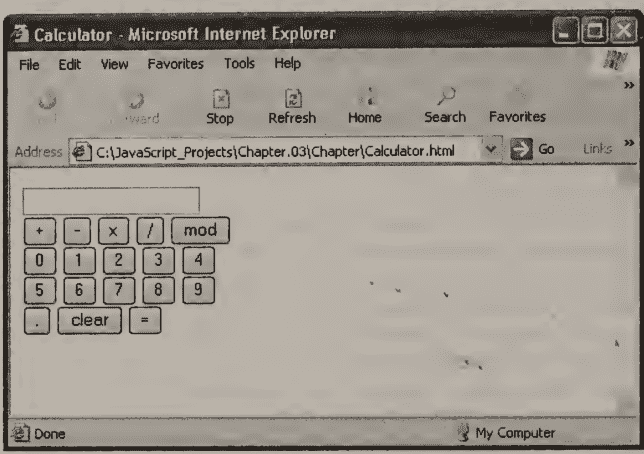 Calculator - Microsoft Internet Explorer
File Edit View Favorites Tools Help
Stop Refresh Home Search Favorites
Address C:\JavaScript_Projects\Chapter.03\Chapter\Calculator.html Go Links »
+ - x / mod
0 1 2 3 4
5 6 7 8 9
. clear =
Done My Computer